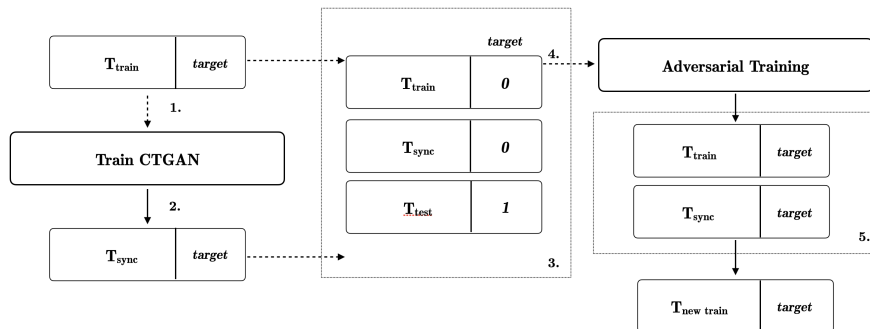 T_train target
1.
Train CTGAN
2.
T_sync target
target
T_train 0
T_sync 0
T_test 1
3.
4.
Adversarial Training
T_train target
T_sync target
5.
T_new train target